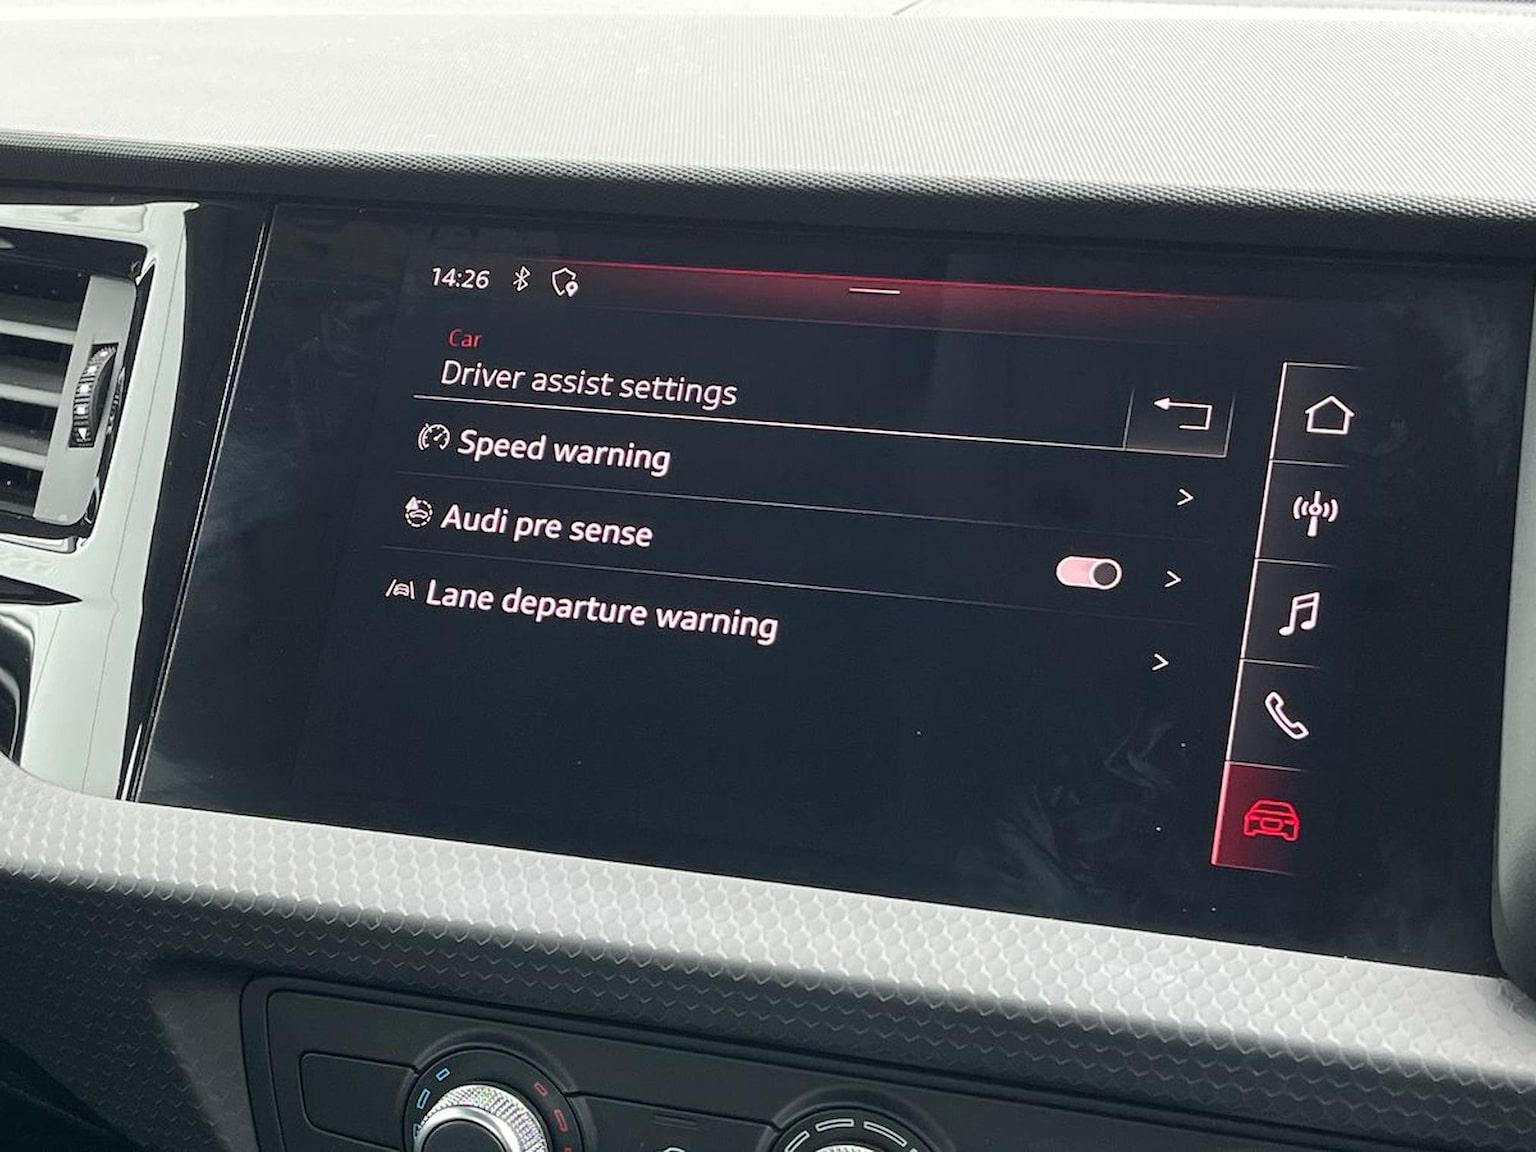 14:26
Car
Driver assist settings
Speed warning
Audi pre sense
Lane departure warning